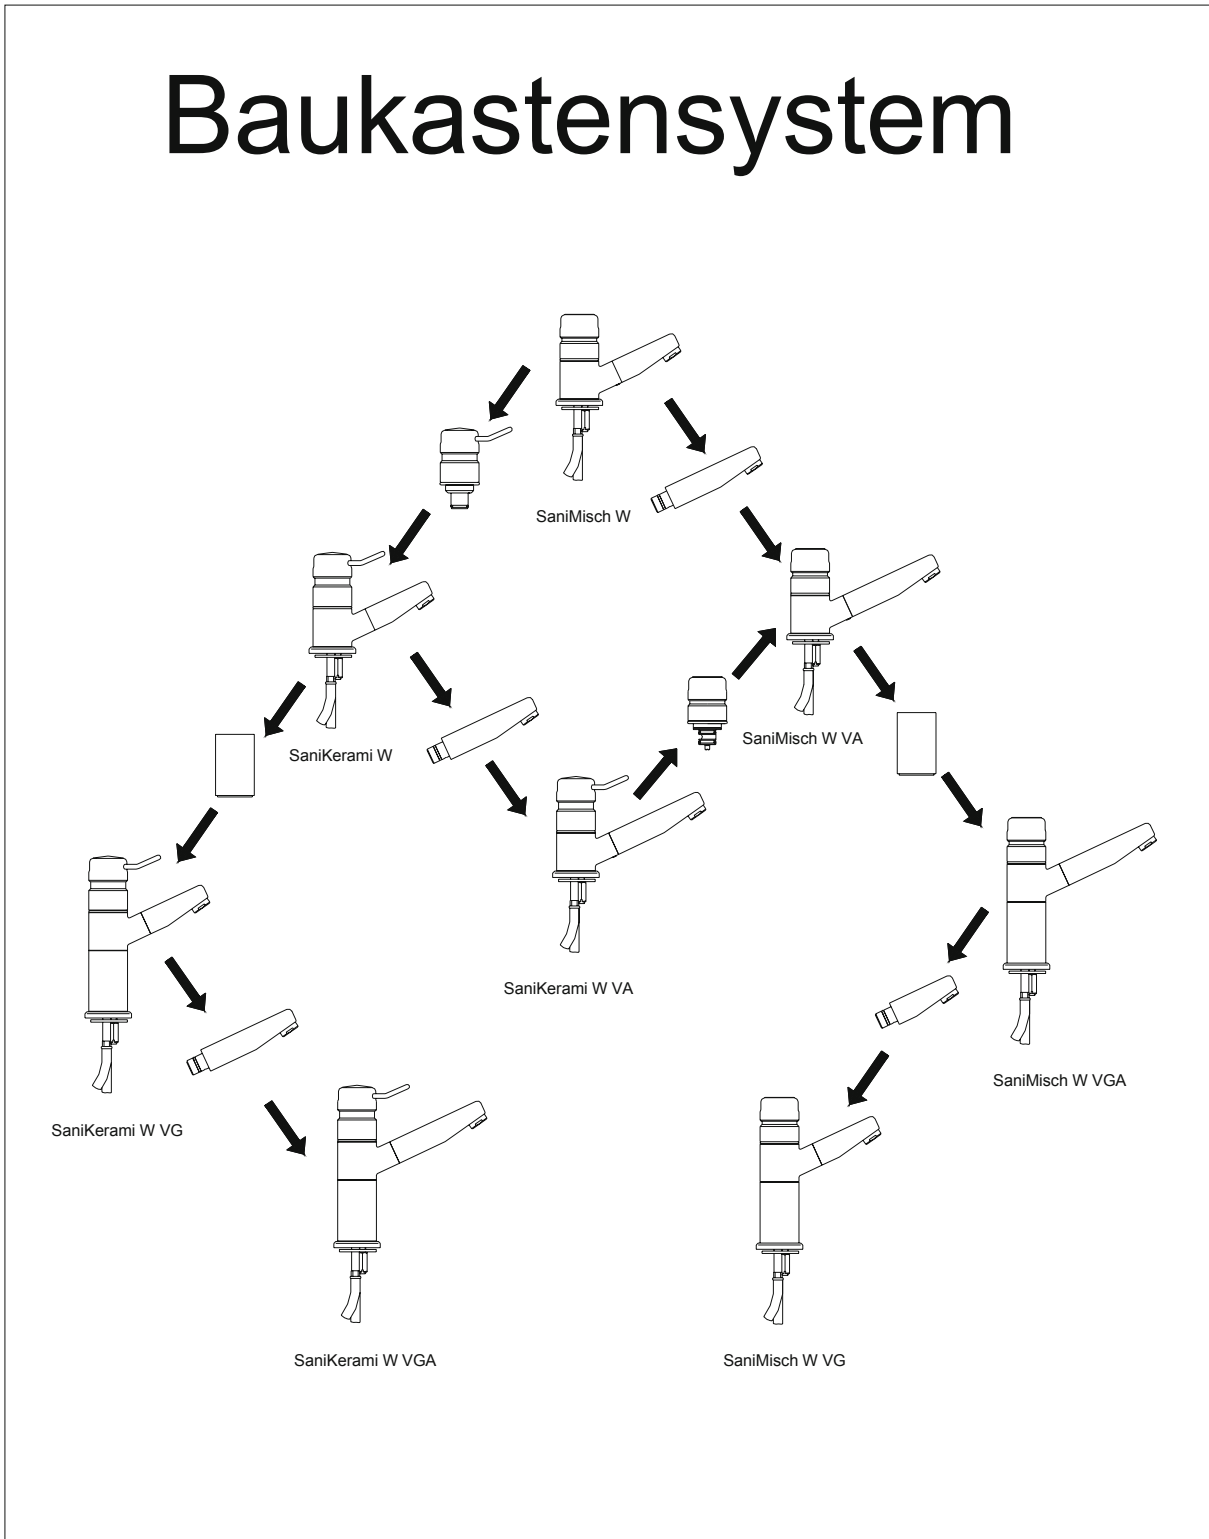 Baukastensystem
SaniMisch W
SaniKerami W
SaniMisch W VA
SaniKerami W VA
SaniMisch W VGA
SaniKerami W VG
SaniKerami W VGA
SaniMisch W VG